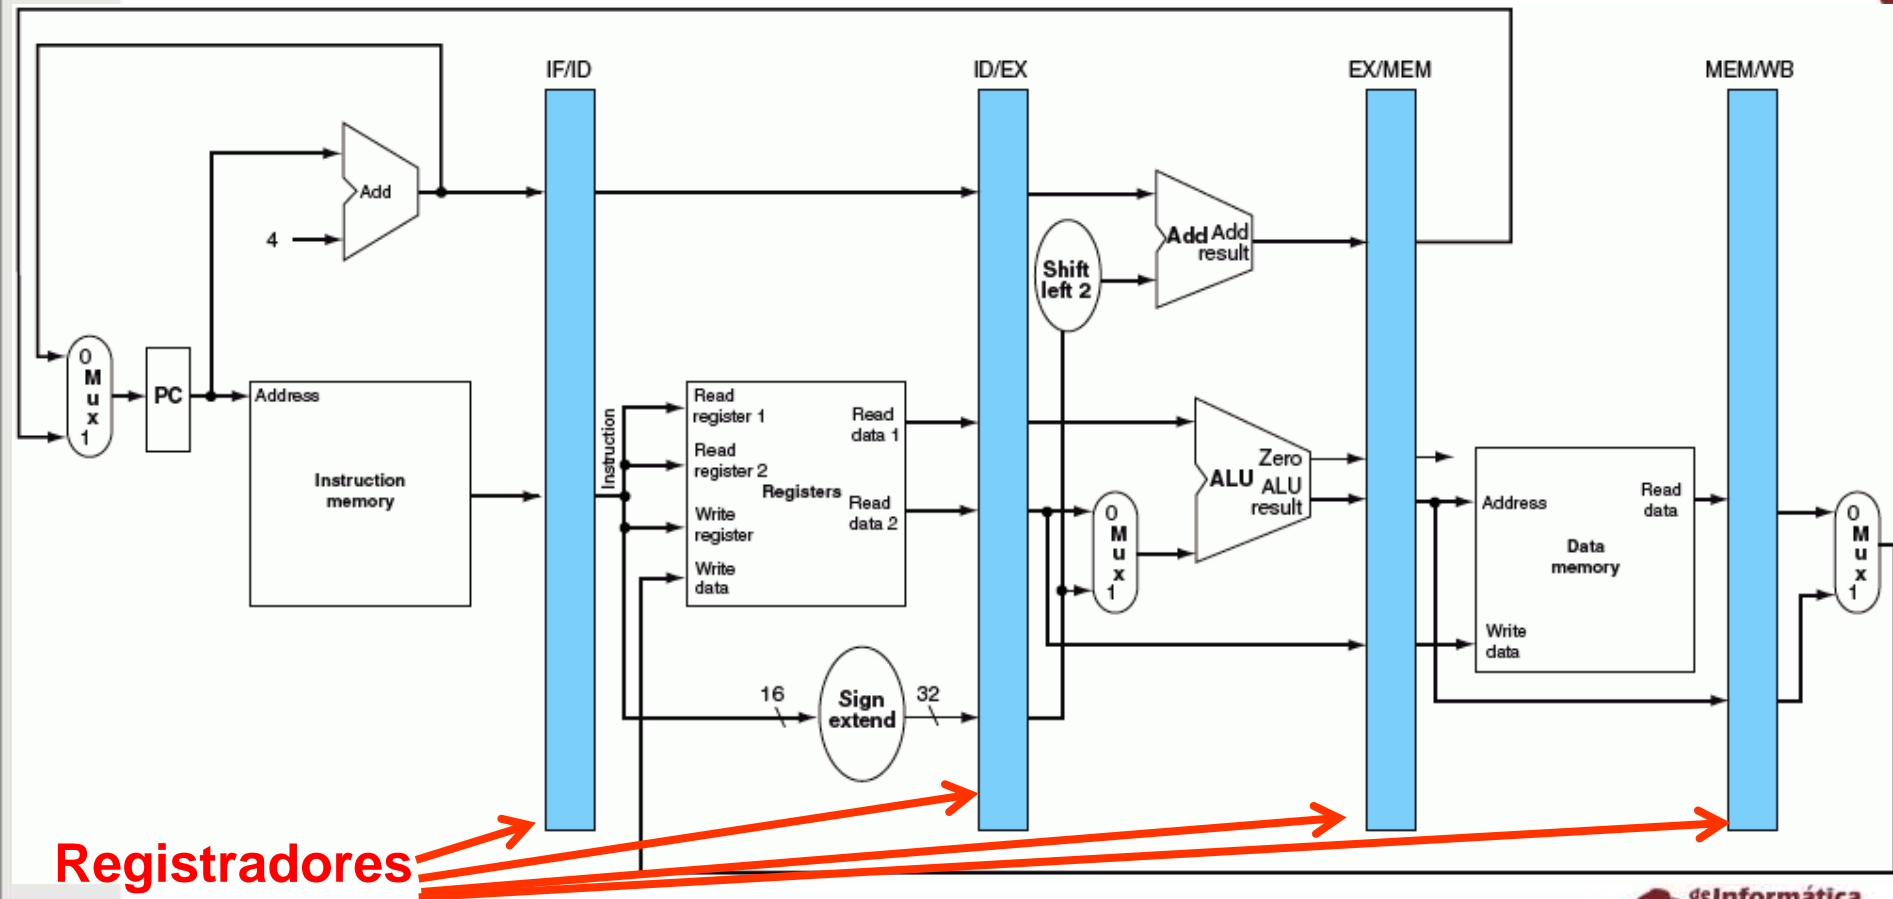 IF/ID
ID/EX
EX/MEM
MEM/WB
Add
4
Shift
left 2
Add Add
result
0
M
u
x
1
PC
Address
Instruction
memory
Instruction
Read
register 1
Read
register 2
Write
register
Write
data
Registers
Read
data 1
Read
data 2
16
Sign
extend
32
0
M
u
x
1
Zero
ALU
ALU
result
Address
Read
data
Data
memory
Write
data
0
M
u
x
1
Registradores
de Informática